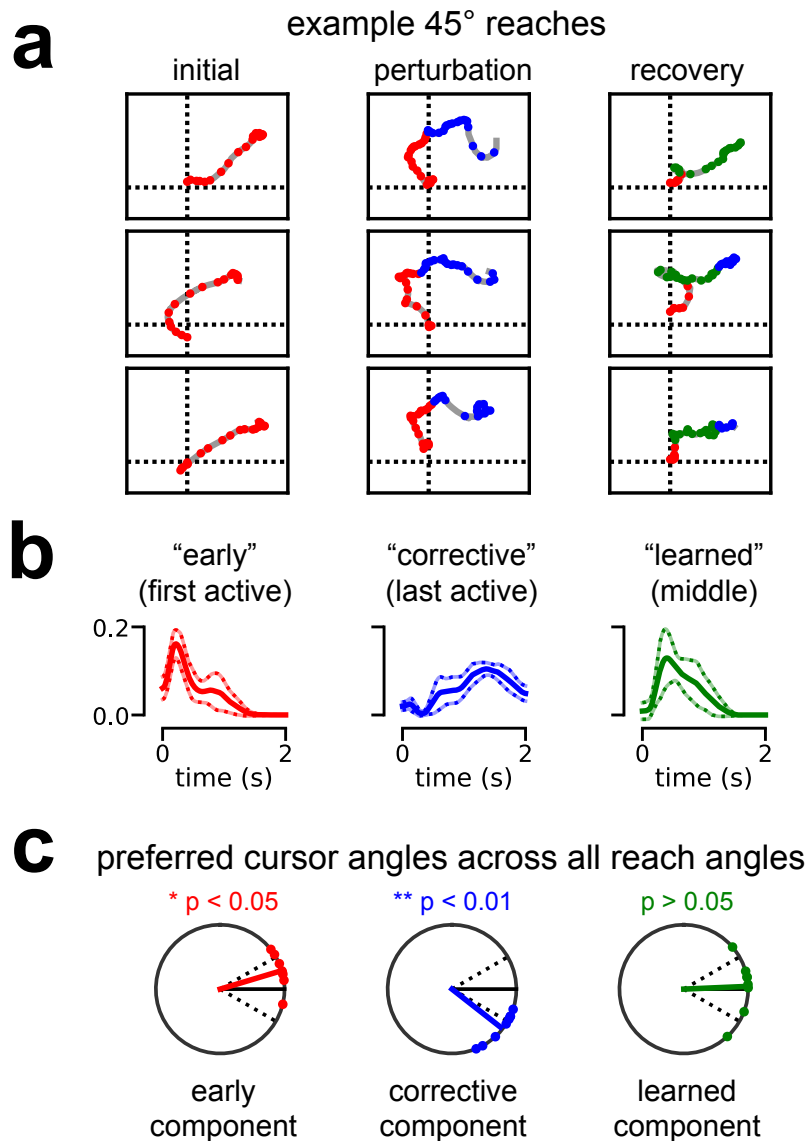 a
example 45° reaches
initial
perturbation
recovery
b
“early”
(first active)
“corrective”
(last active)
“learned”
(middle)
0.2
0.0
0 2
time (s)
0 2
time (s)
0 2
time (s)
c
preferred cursor angles across all reach angles
* p < 0.05
** p < 0.01
p > 0.05
early
component
corrective
component
learned
component